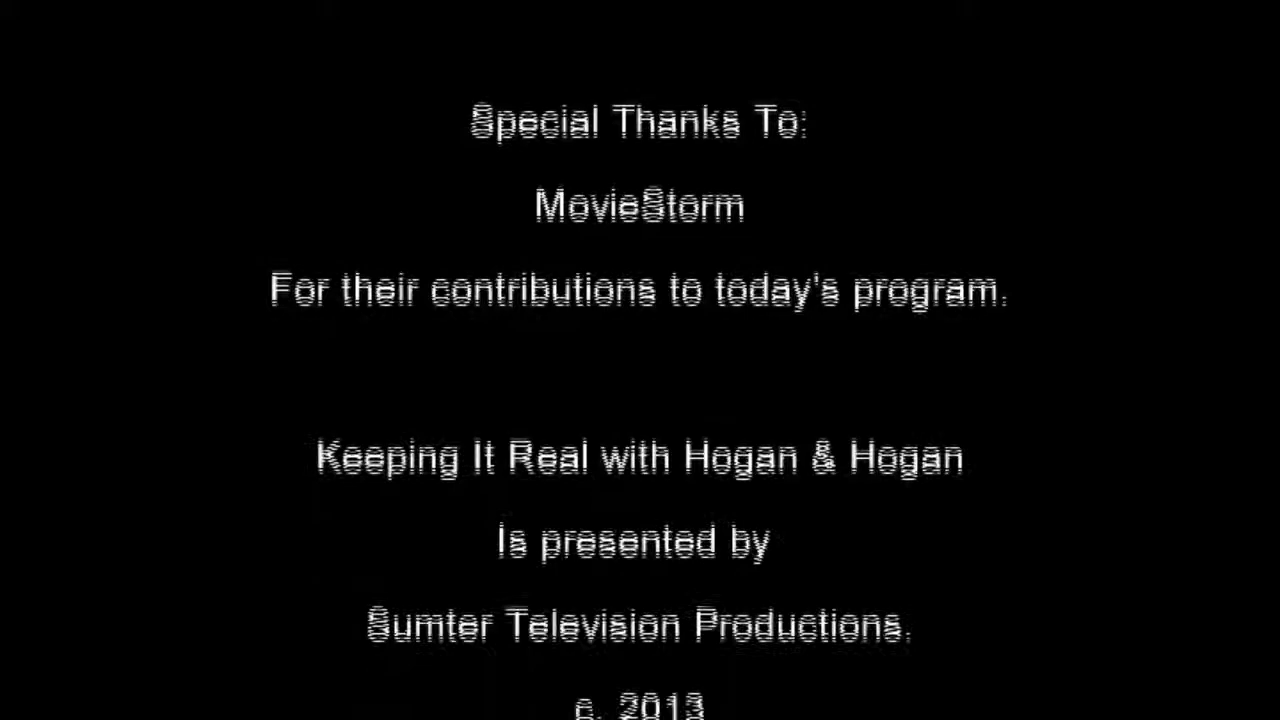 Special Thanks To:
MovieStorm
For their contributions to today's program.
Keeping It Real with Hogan & Hogan
Is presented by
Sumter Television Productions.
c. 2013